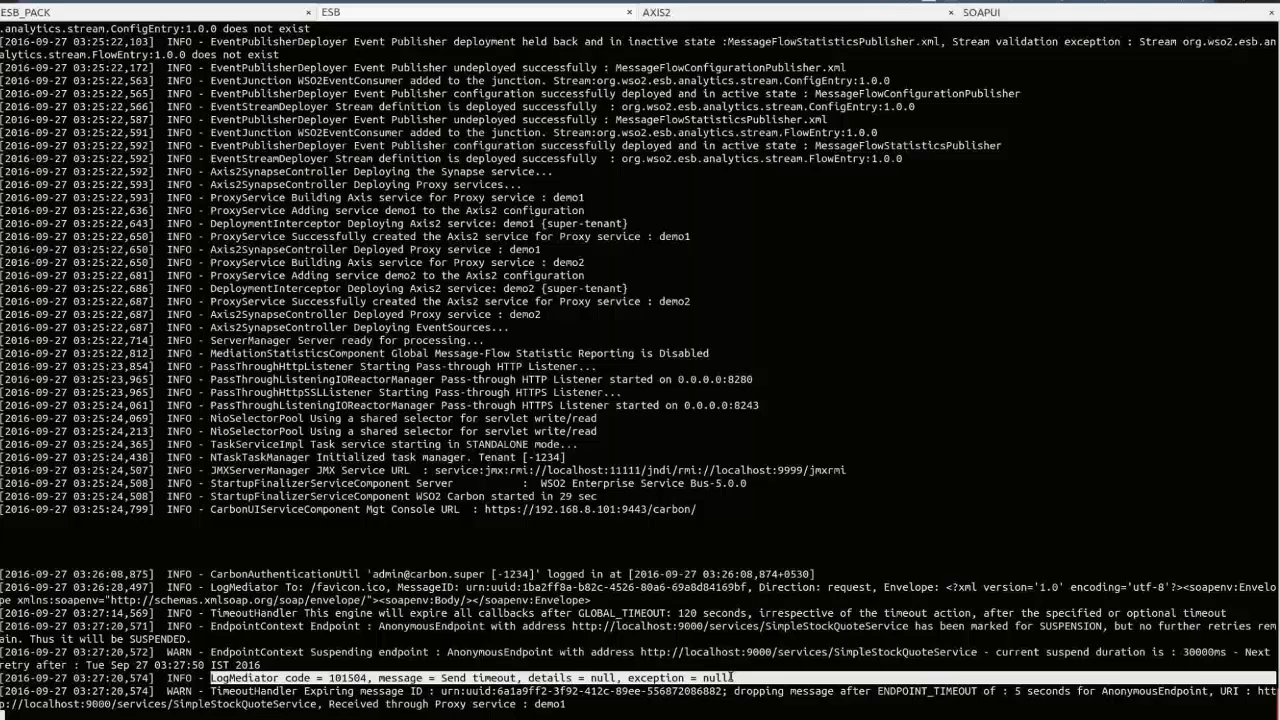 ESB_PACK × ESB × AXIS2 × SOAPUI ×
.analytics.stream.ConfigEntry:1.0.0 does not exist
[2016-09-27 03:25:22,103]  INFO - EventPublisherDeployer Event Publisher deployment held back and in inactive state :MessageFlowStatisticsPublisher.xml, Stream validation exception : Stream org.wso2.esb.an
alytics.stream.FlowEntry:1.0.0 does not exist
[2016-09-27 03:25:22,172]  INFO - EventPublisherDeployer Event Publisher undeployed successfully : MessageFlowConfigurationPublisher.xml
[2016-09-27 03:25:22,563]  INFO - EventJunction WSO2EventConsumer added to the junction. Stream:org.wso2.esb.analytics.stream.ConfigEntry:1.0.0
[2016-09-27 03:25:22,565]  INFO - EventPublisherDeployer Event Publisher configuration successfully deployed and in active state : MessageFlowConfigurationPublisher
[2016-09-27 03:25:22,565]  INFO - EventStreamDeployer Stream definition is deployed successfully  : org.wso2.esb.analytics.stream.ConfigEntry:1.0.0
[2016-09-27 03:25:22,587]  INFO - EventPublisherDeployer Event Publisher undeployed successfully : MessageFlowStatisticsPublisher.xml
[2016-09-27 03:25:22,591]  INFO - EventJunction WSO2EventConsumer added to the junction. Stream:org.wso2.esb.analytics.stream.FlowEntry:1.0.0
[2016-09-27 03:25:22,592]  INFO - EventPublisherDeployer Event Publisher configuration successfully deployed and in active state : MessageFlowStatisticsPublisher
[2016-09-27 03:25:22,592]  INFO - EventStreamDeployer Stream definition is deployed successfully  : org.wso2.esb.analytics.stream.FlowEntry:1.0.0
[2016-09-27 03:25:22,592]  INFO - Axis2SynapseController Deploying the Synapse service...
[2016-09-27 03:25:22,592]  INFO - Axis2SynapseController Deploying Proxy services...
[2016-09-27 03:25:22,593]  INFO - ProxyService Building Axis service for Proxy service : demo1
[2016-09-27 03:25:22,636]  INFO - ProxyService Adding service demo1 to the Axis2 configuration
[2016-09-27 03:25:22,643]  INFO - DeploymentInterceptor Deploying Axis2 service: demo1 {super-tenant}
[2016-09-27 03:25:22,650]  INFO - ProxyService Successfully created the Axis2 service for Proxy service : demo1
[2016-09-27 03:25:22,650]  INFO - Axis2SynapseController Deployed Proxy service : demo1
[2016-09-27 03:25:22,650]  INFO - ProxyService Building Axis service for Proxy service : demo2
[2016-09-27 03:25:22,681]  INFO - ProxyService Adding service demo2 to the Axis2 configuration
[2016-09-27 03:25:22,686]  INFO - DeploymentInterceptor Deploying Axis2 service: demo2 {super-tenant}
[2016-09-27 03:25:22,687]  INFO - ProxyService Successfully created the Axis2 service for Proxy service : demo2
[2016-09-27 03:25:22,687]  INFO - Axis2SynapseController Deployed Proxy service : demo2
[2016-09-27 03:25:22,687]  INFO - Axis2SynapseController Deploying EventSources...
[2016-09-27 03:25:22,714]  INFO - ServerManager Server ready for processing...
[2016-09-27 03:25:22,812]  INFO - MediationStatisticsComponent Global Message-Flow Statistic Reporting is Disabled
[2016-09-27 03:25:23,854]  INFO - PassThroughHttpListener Starting Pass-through HTTP Listener...
[2016-09-27 03:25:23,965]  INFO - PassThroughListeningIOReactorManager Pass-through HTTP Listener started on 0.0.0.0:8280
[2016-09-27 03:25:23,965]  INFO - PassThroughHttpSSLListener Starting Pass-through HTTPS Listener...
[2016-09-27 03:25:24,061]  INFO - PassThroughListeningIOReactorManager Pass-through HTTPS Listener started on 0.0.0.0:8243
[2016-09-27 03:25:24,069]  INFO - NioSelectorPool Using a shared selector for servlet write/read
[2016-09-27 03:25:24,213]  INFO - NioSelectorPool Using a shared selector for servlet write/read
[2016-09-27 03:25:24,365]  INFO - TaskServiceImpl Task service starting in STANDALONE mode...
[2016-09-27 03:25:24,438]  INFO - NTaskTaskManager Initialized task manager. Tenant [-1234]
[2016-09-27 03:25:24,507]  INFO - JMXServerManager JMX Service URL  : service:jmx:rmi://localhost:11111/jndi/rmi://localhost:9999/jmxrmi
[2016-09-27 03:25:24,508]  INFO - StartupFinalizerServiceComponent Server           :  WSO2 Enterprise Service Bus-5.0.0
[2016-09-27 03:25:24,508]  INFO - StartupFinalizerServiceComponent WSO2 Carbon started in 29 sec
[2016-09-27 03:25:24,799]  INFO - CarbonUIServiceComponent Mgt Console URL  : https://192.168.8.101:9443/carbon/
[2016-09-27 03:26:08,875]  INFO - CarbonAuthenticationUtil 'admin@carbon.super [-1234]' logged in at [2016-09-27 03:26:08,874+0530]
[2016-09-27 03:26:28,497]  INFO - LogMediator To: /favicon.ico, MessageID: urn:uuid:1ba2ff8a-b82c-4526-80a6-69a8d84169bf, Direction: request, Envelope: <?xml version='1.0' encoding='utf-8'?><soapenv:Envelo
pe xmlns:soapenv="http://schemas.xmlsoap.org/soap/envelope/"><soapenv:Body/></soapenv:Envelope>
[2016-09-27 03:27:14,569]  INFO - TimeoutHandler This engine will expire all callbacks after GLOBAL_TIMEOUT: 120 seconds, irrespective of the timeout action, after the specified or optional timeout
[2016-09-27 03:27:20,571]  INFO - EndpointContext Endpoint : AnonymousEndpoint with address http://localhost:9000/services/SimpleStockQuoteService has been marked for SUSPENSION, but no further retries rem
ain. Thus it will be SUSPENDED.
[2016-09-27 03:27:20,571]  WARN - EndpointContext Suspending endpoint : AnonymousEndpoint with address http://localhost:9000/services/SimpleStockQuoteService - current suspend duration is : 30000ms - Next
retry after : Tue Sep 27 03:27:50 IST 2016
[2016-09-27 03:27:20,574]  INFO - LogMediator code = 101504, message = Send timeout, details = null, exception = null
[2016-09-27 03:27:20,574]  WARN - TimeoutHandler Expiring message ID : urn:uuid:6a1a9ff2-3f92-412c-89ee-556872086882; dropping message after ENDPOINT_TIMEOUT of : 5 seconds for AnonymousEndpoint, URI : htt
p://localhost:9000/services/SimpleStockQuoteService, Received through Proxy service : demo1